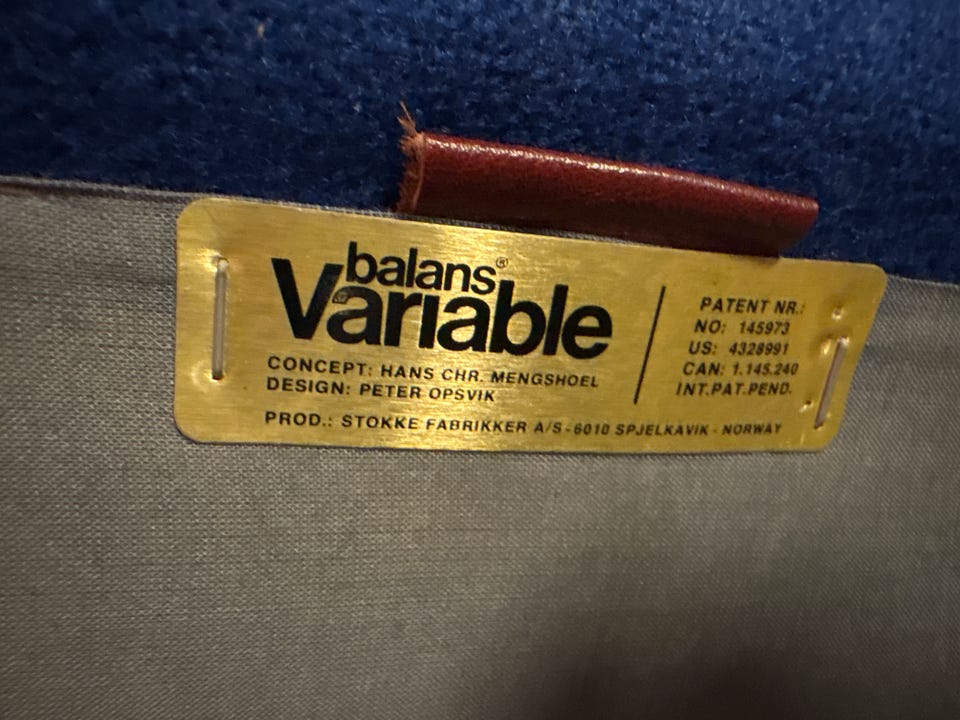 balans®
Variable
CONCEPT: HANS CHR. MENGSHOEL
DESIGN: PETER OPSVIK
PROD.: STOKKE FABRIKKER A/S - 6010 SPJELKAVIK - NORWAY
PATENT NR.:
NO: 145973
US: 4328991
CAN: 1.145.240
INT.PAT.PEND.